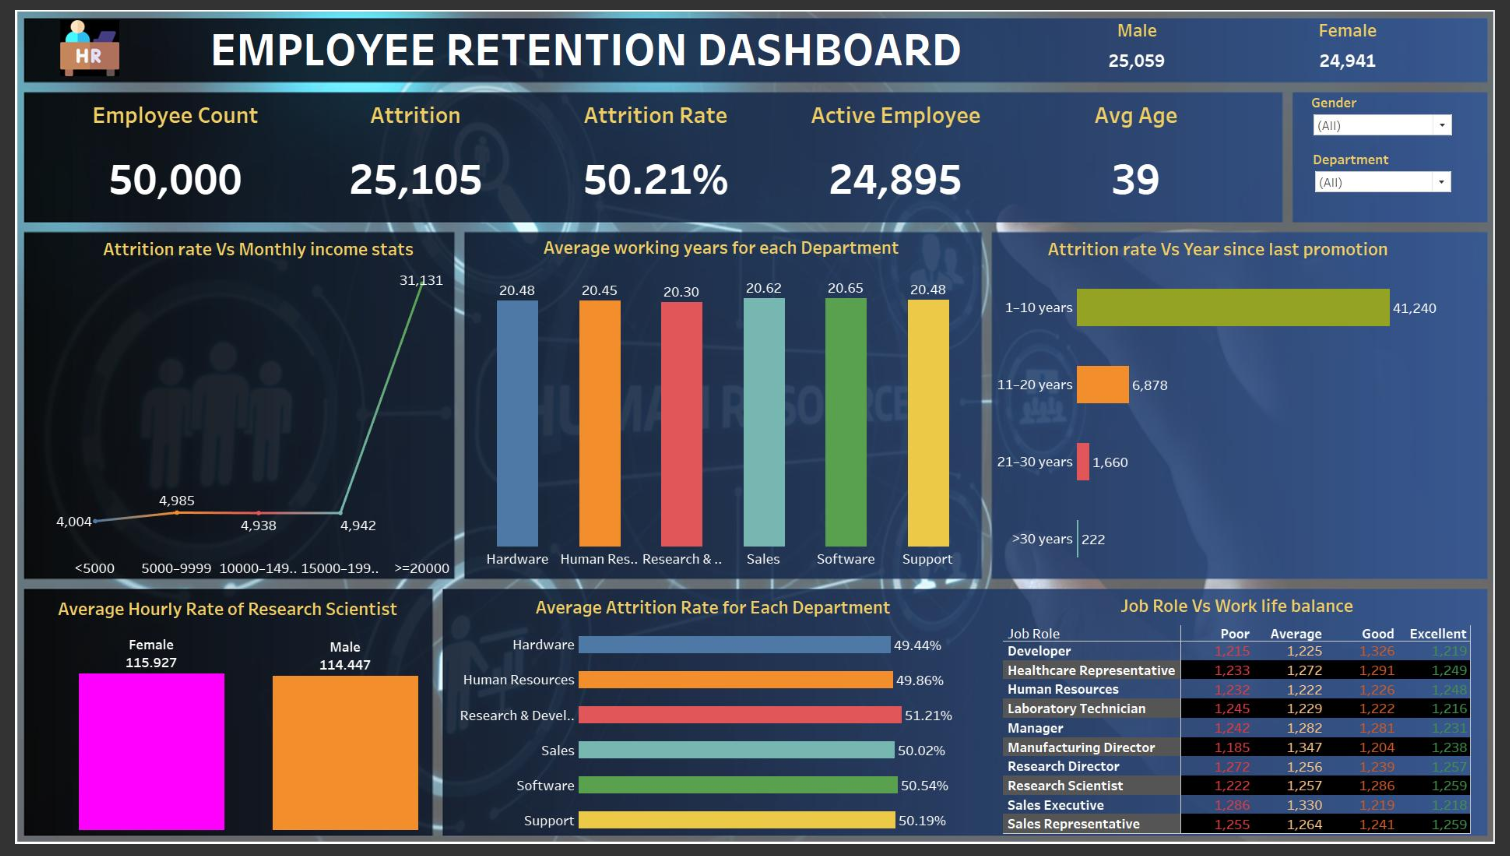 HR
EMPLOYEE RETENTION DASHBOARD
Male
25,059
Female
24,941
Employee Count
50,000
Attrition
25,105
Attrition Rate
50.21%
Active Employee
24,895
Avg Age
39
Gender
(All)
Department
(All)
Attrition rate Vs Monthly income stats
4,004
4,985
4,938
4,942
31,131
<5000 5000-9999 10000-149.. 15000-199.. >=20000
Average working years for each Department
20.48 20.45 20.30 20.62 20.65 20.48
Hardware Human Res.. Research & .. Sales Software Support
HUMAN RESOURCE
Attrition rate Vs Year since last promotion
1-10 years 41,240
11-20 years 6,878
21-30 years 1,660
>30 years 222
Average Hourly Rate of Research Scientist
Female
115.927
Male
114.447
Average Attrition Rate for Each Department
Hardware 49.44%
Human Resources 49.86%
Research & Devel.. 51.21%
Sales 50.02%
Software 50.54%
Support 50.19%
Job Role Vs Work life balance
Job Role Poor Average Good Excellent
Developer 1,215 1,225 1,326 1,219
Healthcare Representative 1,233 1,272 1,291 1,249
Human Resources 1,232 1,222 1,226 1,248
Laboratory Technician 1,245 1,229 1,222 1,216
Manager 1,242 1,282 1,281 1,231
Manufacturing Director 1,185 1,347 1,204 1,238
Research Director 1,272 1,256 1,239 1,257
Research Scientist 1,222 1,257 1,286 1,259
Sales Executive 1,286 1,330 1,219 1,218
Sales Representative 1,255 1,264 1,241 1,259